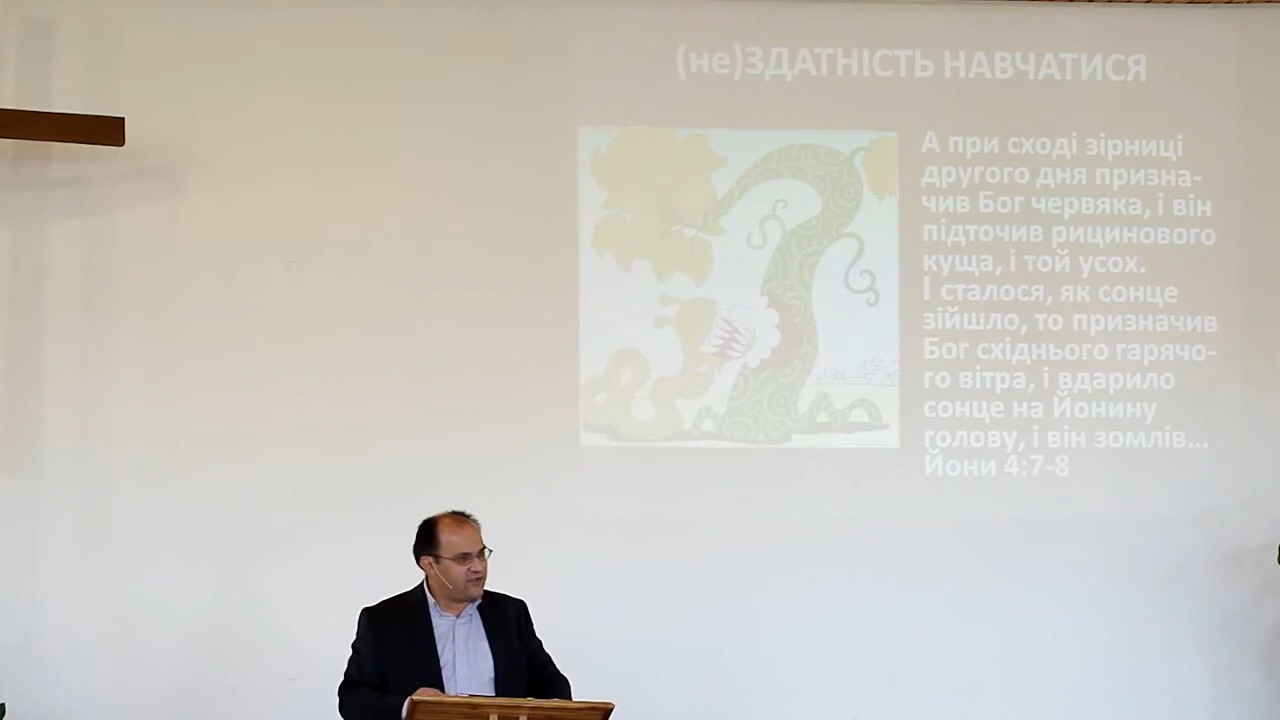 (не)ЗДАТНІСТЬ НАВЧАТИСЯ
А при сході зірниці
другого дня призна-
чив Бог червяка, і він
підточив рицинового
куща, і той усох.
І сталося, як сонце
зійшло, то призначив
Бог східнього гарячо-
го вітра, і вдарило
сонце на Йонину
голову, і він зомлів...
Йони 4:7-8